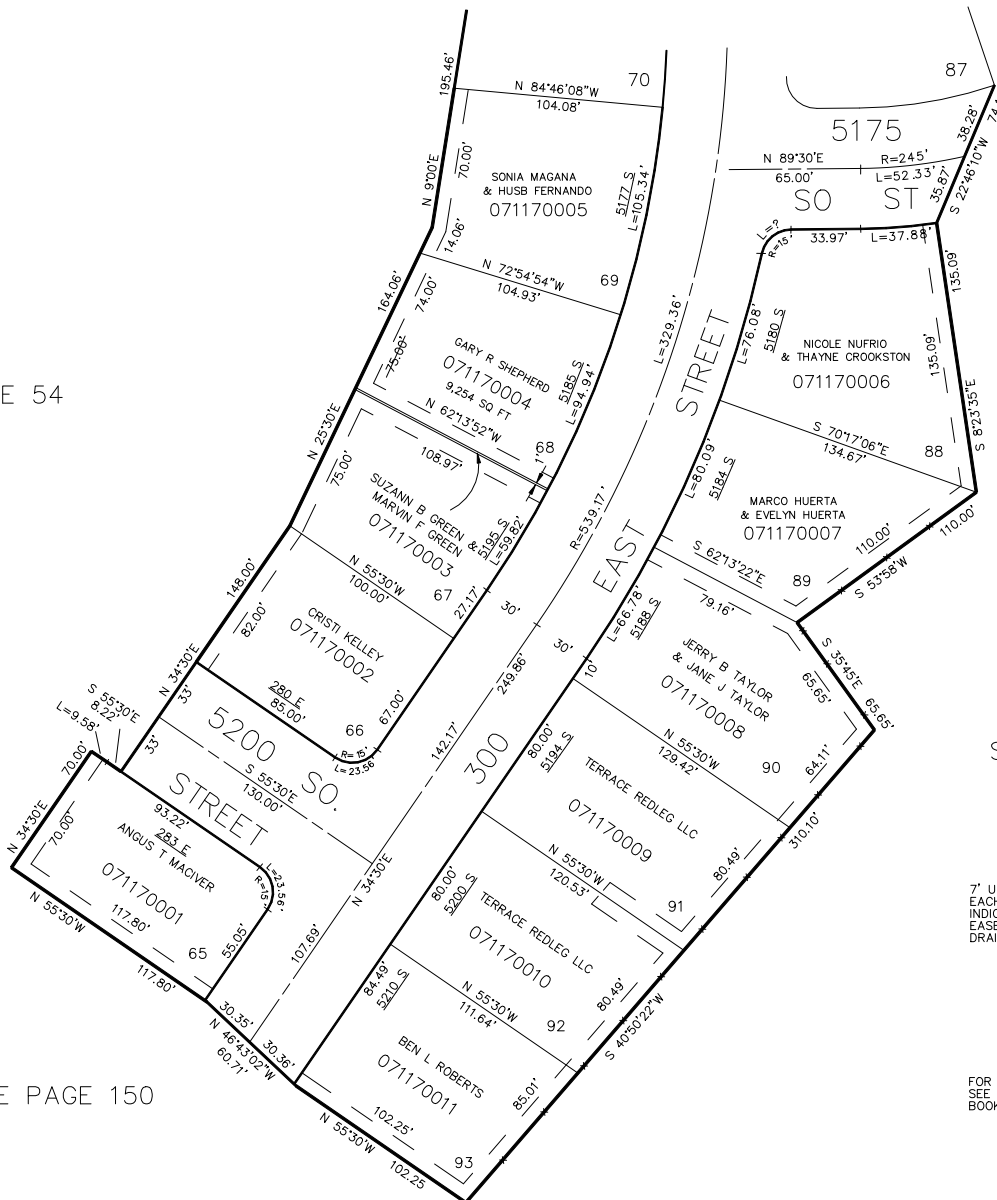 195.46'
N 9°00'E
N 84°46'08"W
104.08'
70
87
70.00'
SONIA MAGANA
& HUSB FERNANDO
071170005
5177 S
L=105.34'
14.06'
N 72°54'54"W
104.93'
69
5175
SO ST
N 89°30'E
65.00'
R=245'
L=52.33'
38.28'
35.87'
S 22°46'10"W
74.
L=?
R=15'
33.97'
L=37.88'
164.06'
74.00'
75.00'
GARY R SHEPHERD
071170004
9,254 SQ FT
5185 S
L=94.94'
N 62°13'52"W
108.97'
68
1'
L=329.36'
STREET
L=76.08'
5180 S
NICOLE NUFRIO
& THAYNE CROOKSTON
071170006
135.09'
135.09'
S 8°23'35"E
S 70°17'06"E
134.67'
88
E 54
N 25°30'E
75.00'
SUZANN B GREEN &
MARVIN F GREEN
071170003
5195 S
L=59.82'
N 55°30'W
100.00'
67
27.17'
30'
30'
R=539.17'
EAST
L=80.09'
5184 S
MARCO HUERTA
& EVELYN HUERTA
071170007
S 62°13'22"E
89
110.00'
110.00'
S 53°58'W
148.00'
N 34°30'E
82.00'
CRISTI KELLEY
071170002
280 E
85.00'
66
67.00'
R= 15'
L=23.56'
249.86'
142.17'
L=66.78'
5188 S
10'
79.16'
JERRY B TAYLOR
& JANE J TAYLOR
071170008
S 35°45'E
65.65'
65.65'
64.11'
N 55°30'W
129.42'
90
S 55°30'E
8.22'
L=9.58'
33'
33'
5200 SO.
STREET
S 55°30'E
130.00'
300
80.00'
5194 S
TERRACE REDLEG LLC
071170009
310.10'
80.49'
N 55°30'W
120.53'
91
70.00'
N 34°30'E
70.00'
93.22'
283 E
ANGUS T MACIVER
071170001
L=23.56'
R=15'
55.05'
N 55°30'W
117.80'
117.80'
65
N 34°30'E
107.69'
80.00'
5200 S
TERRACE REDLEG LLC
071170010
80.49'
N 55°30'W
111.64'
92
S 40°50'22"W
30.35'
30.36'
N 46°43'02"W
60.71'
84.49'
5210 S
BEN L ROBERTS
071170011
85.01'
102.25'
N 55°30'W
102.25
93
E PAGE 150
7' U
EACH
INDIC
EASE
DRAI
FOR
SEE
BOOK